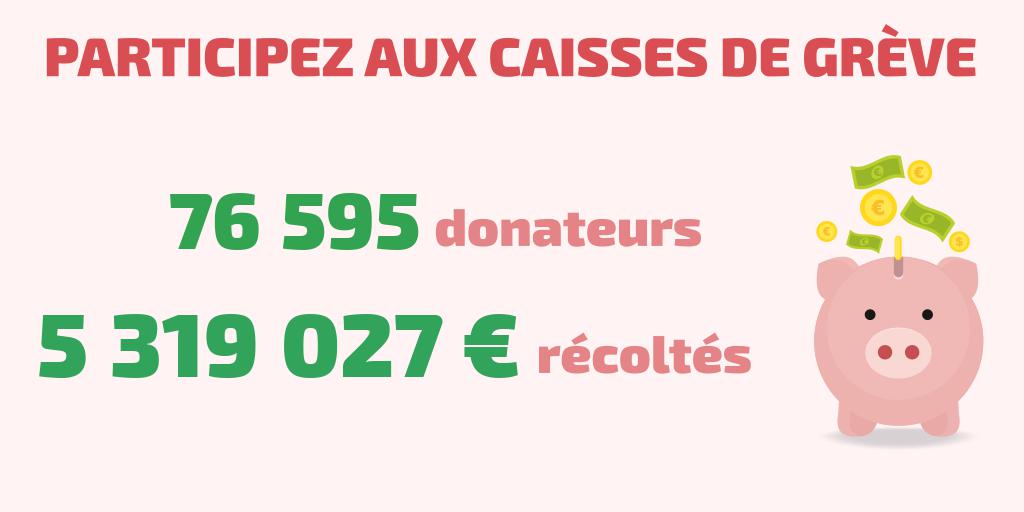 PARTICIPEZ AUX CAISSES DE GRÈVE
76 595 donateurs
5 319 027 € récoltés